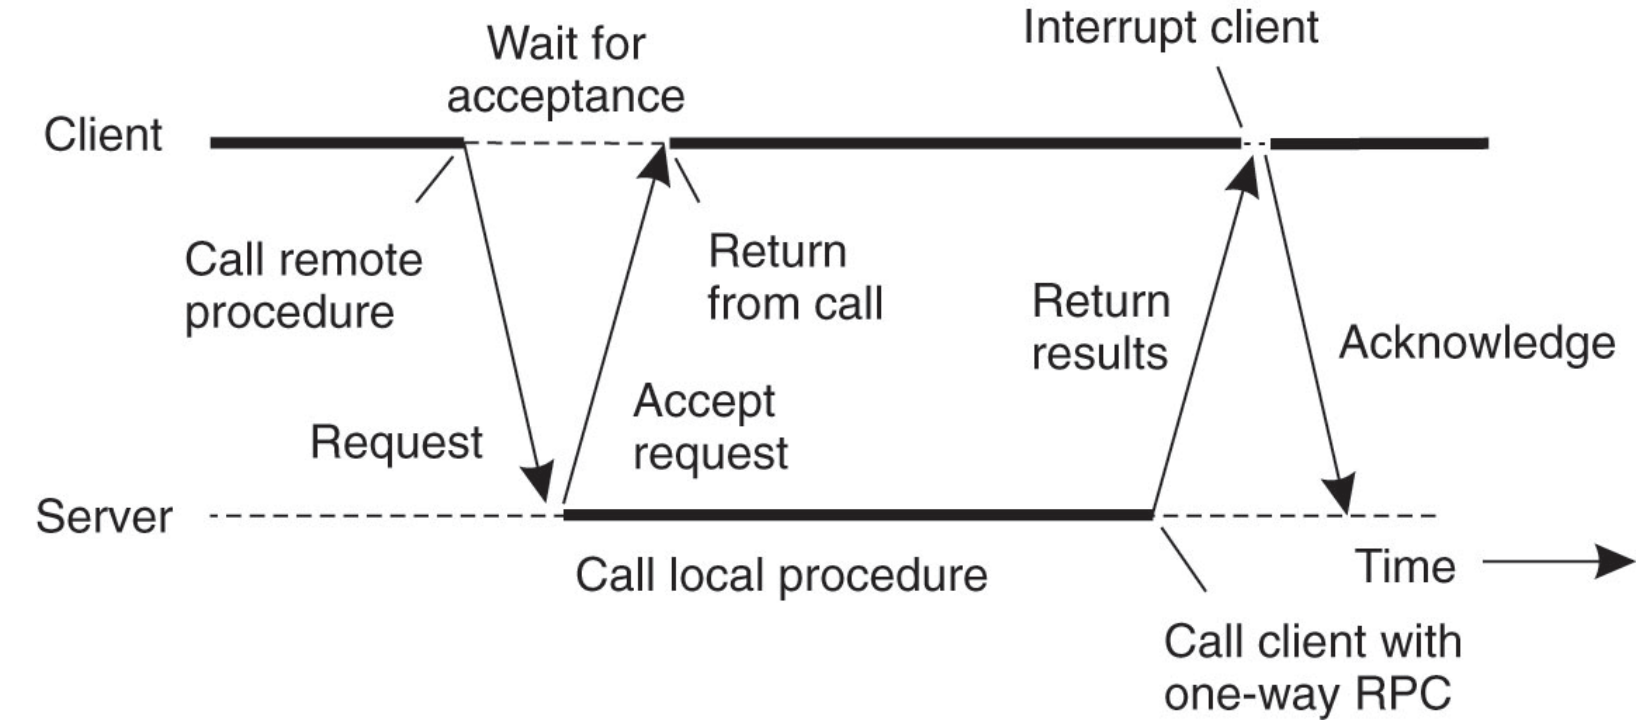 Interrupt client
Wait for
acceptance
Client
Call remote
procedure
Return
from call
Return
results
Acknowledge
Accept
request
Request
Server
Call local procedure
Time
Call client with
one-way RPC